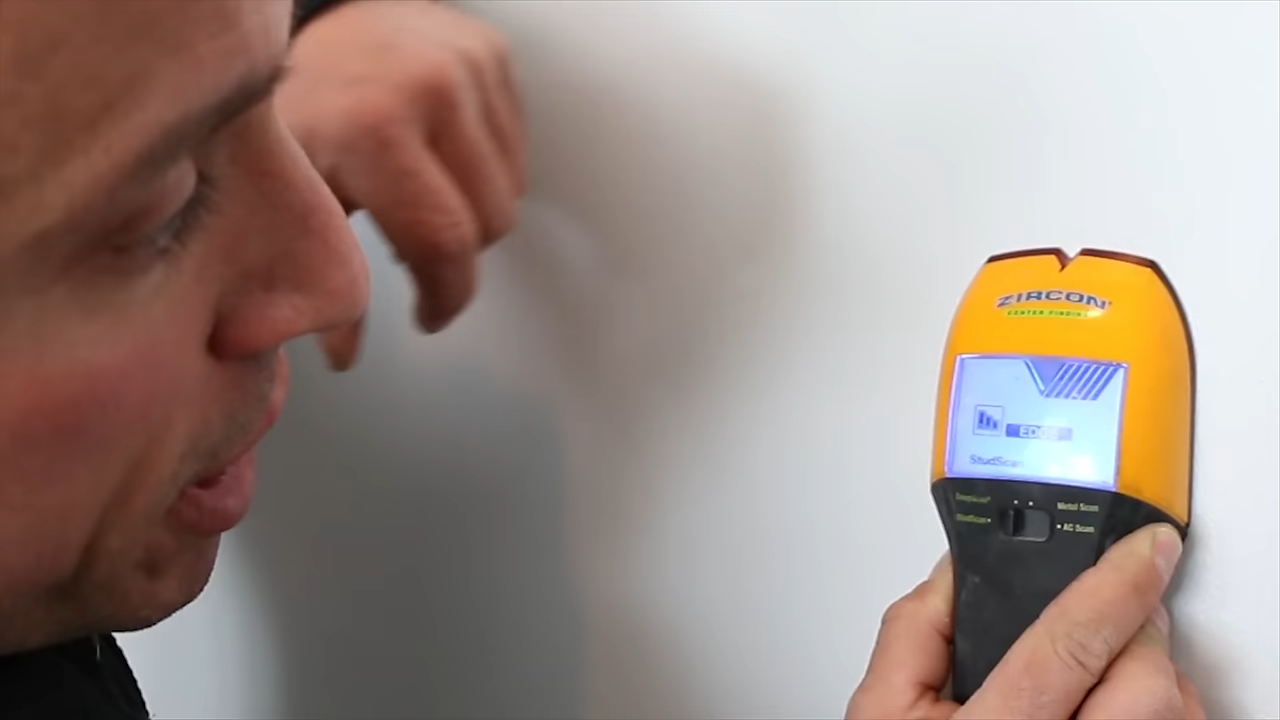 ZIRCON
CENTER FINDING
EDGE
StudScan
DeepScan®
Metal Scan
StudScan •
• AC Scan